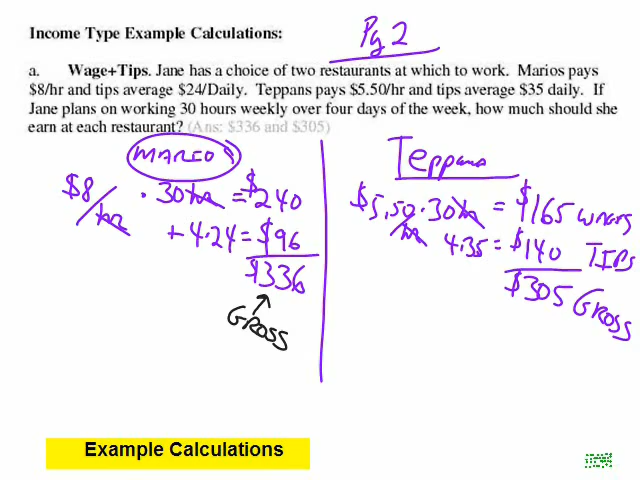 Income Type Example Calculations:
Pg 2
a. Wage+Tips. Jane has a choice of two restaurants at which to work. Marios pays
$8/hr and tips average $24/Daily. Teppans pays $5.50/hr and tips average $35 daily. If
Jane plans on working 30 hours weekly over four days of the week, how much should she
earn at each restaurant? (Ans: $336 and $305)
MARIOS
$8/hr · 30hr = $240
+ 4·24 = $96
$336
GROSS
Teppans
$5.50/hr · 30hr = $165 wages
4·35 = $140 TIPS
$305 GROSS
Example Calculations